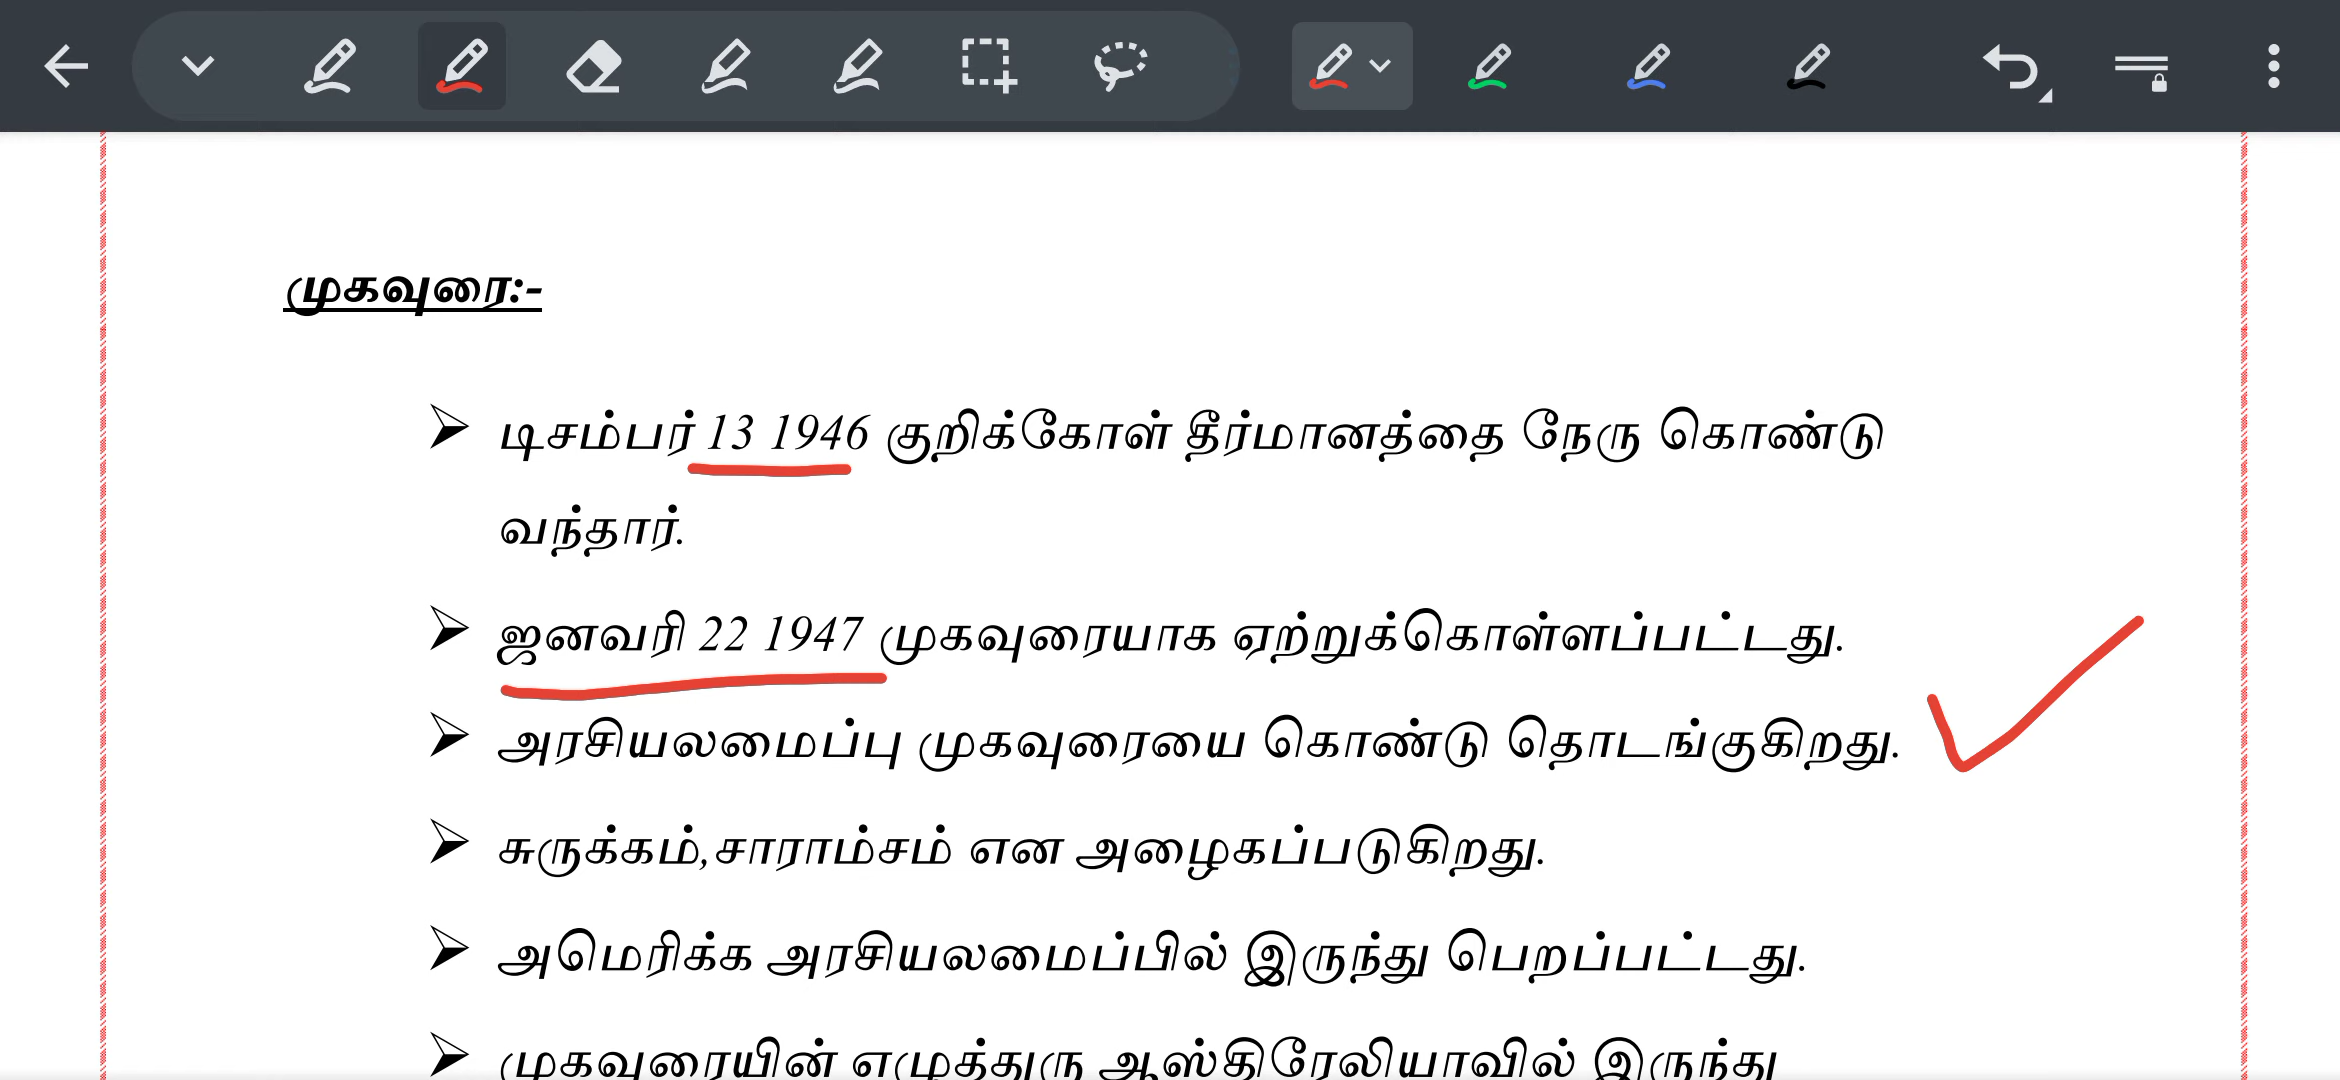 முகவுரை:-
➢ டிசம்பர் 13 1946 குறிக்கோள் தீர்மானத்தை நேரு கொண்டு
வந்தார்.
➢ ஜனவரி 22 1947 முகவுரையாக ஏற்றுக்கொள்ளப்பட்டது.
➢ அரசியலமைப்பு முகவுரையை கொண்டு தொடங்குகிறது.
➢ சுருக்கம்,சாராம்சம் என அழைகப்படுகிறது.
➢ அமெரிக்க அரசியலமைப்பில் இருந்து பெறப்பட்டது.
➢ முகவுரையின் எழுத்துரு ஆஸ்திரேலியாவில் இருந்து